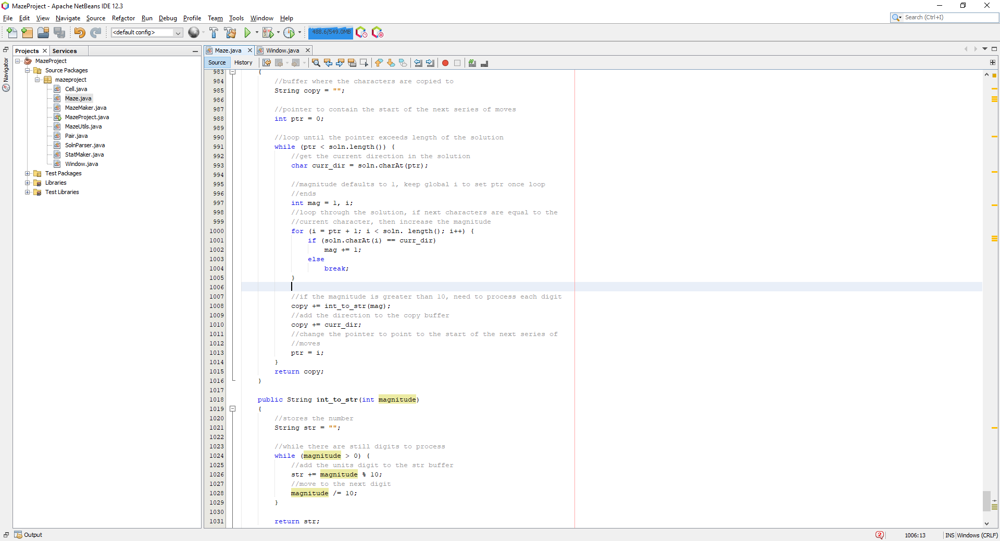 MazeProject - Apache NetBeans IDE 12.3
File Edit View Navigate Source Refactor Run Debug Profile Team Tools Window Help
Search (Ctrl+I)
<default config>
488.6/549.0MB
Projects
Services
Maze.java
Window.java
Navigator
MazeProject
Source Packages
mazeproject
Cell.java
Maze.java
MazeMaker.java
MazeProject.java
MazeUtils.java
Pair.java
SolnParser.java
StatMaker.java
Window.java
Test Packages
Libraries
Test Libraries
Source History
983 {
984 //buffer where the characters are copied to
985 String copy = "";
986
987 //pointer to contain the start of the next series of moves
988 int ptr = 0;
989
990 //loop until the pointer exceeds length of the solution
991 while (ptr < soln.length()) {
992 //get the current direction in the solution
993 char curr_dir = soln.charAt(ptr);
994
995 //magnitude defaults to 1, keep global i to set ptr once loop
996 //ends
997 int mag = 1, i;
998 //loop through the solution, if next characters are equal to the
999 //current character, then increase the magnitude
1000 for (i = ptr + 1; i < soln. length(); i++) {
1001 if (soln.charAt(i) == curr_dir)
1002 mag += 1;
1003 else
1004 break;
1005 }
1006
1007 //if the magnitude is greater than 10, need to process each digit
1008 copy += int_to_str(mag);
1009 //add the direction to the copy buffer
1010 copy += curr_dir;
1011 //change the pointer to point to the start of the next series of
1012 //moves
1013 ptr = i;
1014 }
1015 return copy;
1016 }
1017
1018 public String int_to_str(int magnitude)
1019 {
1020 //stores the number
1021 String str = "";
1022
1023 //while there are still digits to process
1024 while (magnitude > 0) {
1025 //add the units digit to the str buffer
1026 str += magnitude % 10;
1027 //move to the next digit
1028 magnitude /= 10;
1029 }
1030
1031 return str;
Output
2
1006:13
INS
Windows (CRLF)